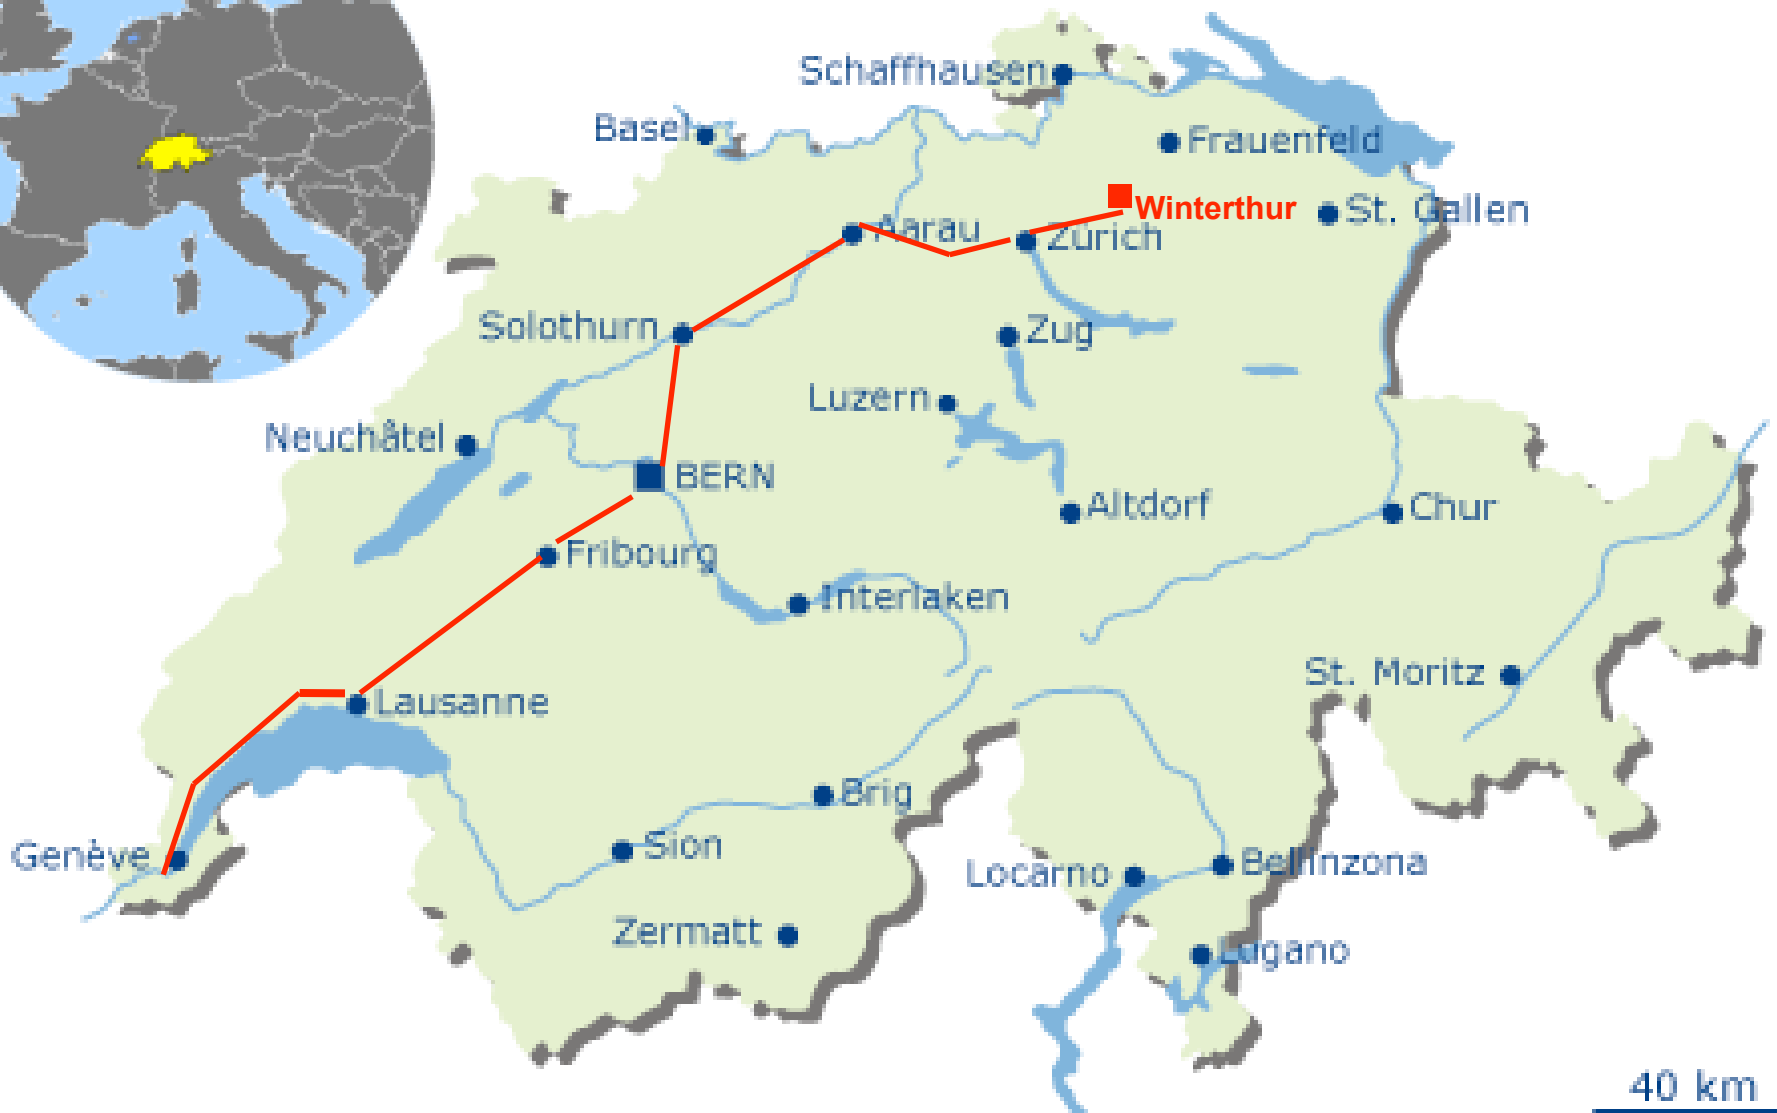 Schaffhausen
Basel
Frauenfeld
Winterthur
St. Gallen
Aarau
Zürich
Solothurn
Zug
Luzern
Neuchâtel
BERN
Altdorf
Chur
Fribourg
Interlaken
St. Moritz
Lausanne
Brig
Genève
Sion
Locarno
Bellinzona
Zermatt
Lugano
40 km